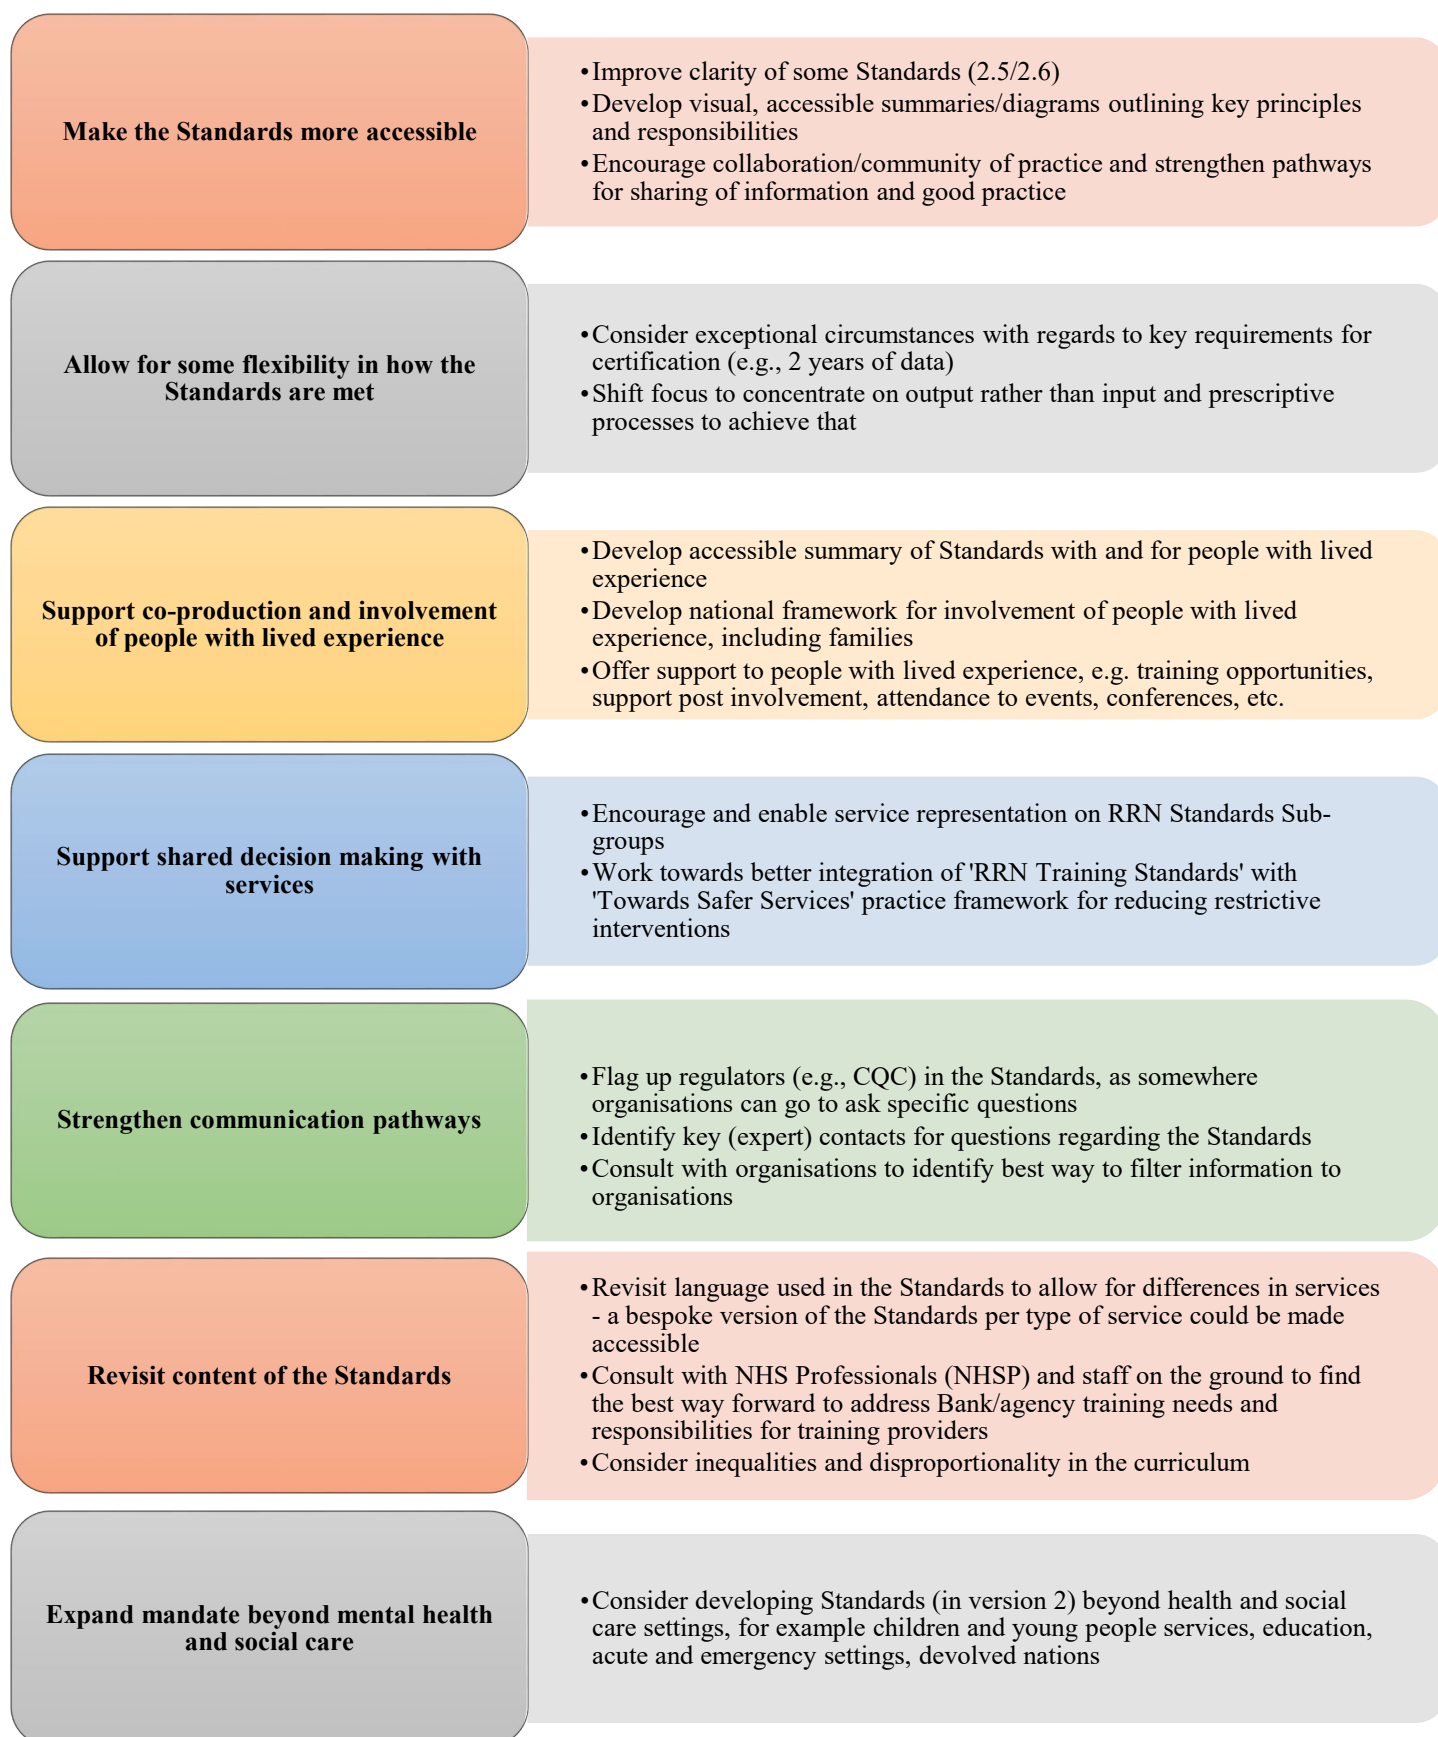 Make the Standards more accessible
•Improve clarity of some Standards (2.5/2.6)
•Develop visual, accessible summaries/diagrams outlining key principles
and responsibilities
•Encourage collaboration/community of practice and strengthen pathways
for sharing of information and good practice
Allow for some flexibility in how the
Standards are met
•Consider exceptional circumstances with regards to key requirements for
certification (e.g., 2 years of data)
•Shift focus to concentrate on output rather than input and prescriptive
processes to achieve that
Support co-production and involvement
of people with lived experience
•Develop accessible summary of Standards with and for people with lived
experience
•Develop national framework for involvement of people with lived
experience, including families
•Offer support to people with lived experience, e.g. training opportunities,
support post involvement, attendance to events, conferences, etc.
Support shared decision making with
services
•Encourage and enable service representation on RRN Standards Sub-
groups
•Work towards better integration of 'RRN Training Standards' with
'Towards Safer Services' practice framework for reducing restrictive
interventions
Strengthen communication pathways
•Flag up regulators (e.g., CQC) in the Standards, as somewhere
organisations can go to ask specific questions
•Identify key (expert) contacts for questions regarding the Standards
•Consult with organisations to identify best way to filter information to
organisations
Revisit content of the Standards
•Revisit language used in the Standards to allow for differences in services
- a bespoke version of the Standards per type of service could be made
accessible
•Consult with NHS Professionals (NHSP) and staff on the ground to find
the best way forward to address Bank/agency training needs and
responsibilities for training providers
•Consider inequalities and disproportionality in the curriculum
Expand mandate beyond mental health
and social care
•Consider developing Standards (in version 2) beyond health and social
care settings, for example children and young people services, education,
acute and emergency settings, devolved nations